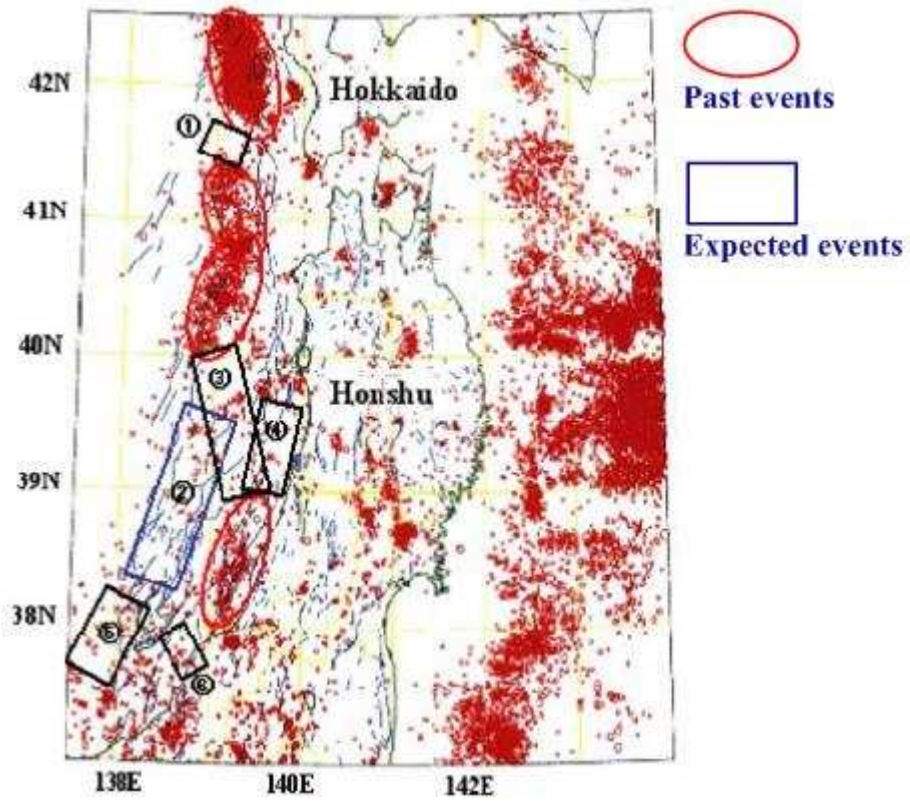 Past events
Expected events
42N
41N
40N
39N
38N
138E
140E
142E
Hokkaido
Honshu
①
③
④
②
⑤
⑥